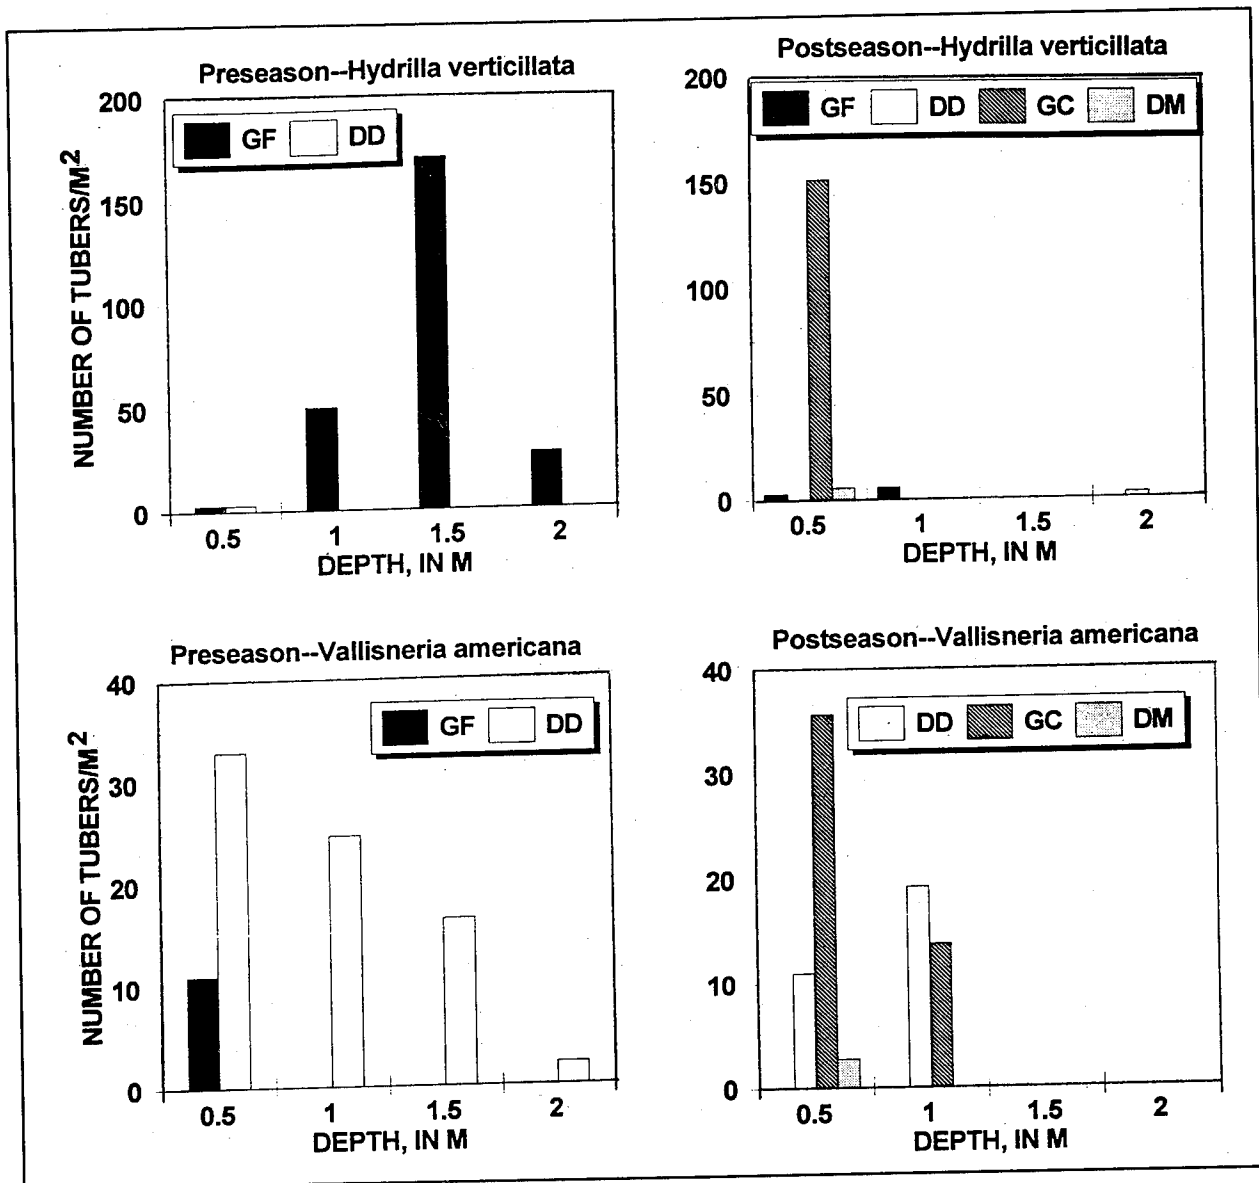 Preseason--Hydrilla verticillata
GF DD
NUMBER OF TUBERS/M²
200
150
100
50
0
0.5 1 1.5 2
DEPTH, IN M
Postseason--Hydrilla verticillata
GF DD GC DM
200
150
100
50
0
0.5 1 1.5 2
DEPTH, IN M
Preseason--Vallisneria americana
GF DD
NUMBER OF TUBERS/M²
40
30
20
10
0
0.5 1 1.5 2
DEPTH, IN M
Postseason--Vallisneria americana
DD GC DM
40
30
20
10
0
0.5 1 1.5 2
DEPTH, IN M